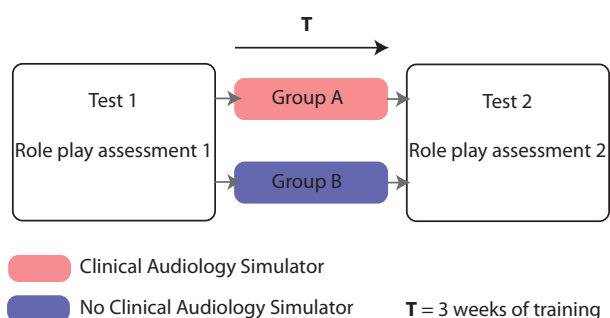 T
Test 1
Role play assessment 1
Group A
Group B
Test 2
Role play assessment 2
Clinical Audiology Simulator
No Clinical Audiology Simulator
T = 3 weeks of training